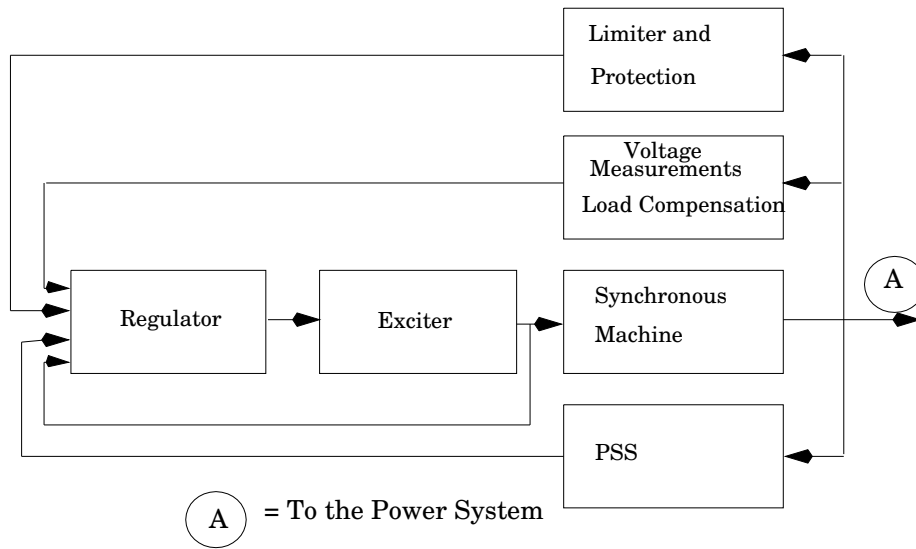 Limiter and
Protection
Voltage
Measurements
Load Compensation
A
Regulator
Exciter
Synchronous
Machine
PSS
A = To the Power System